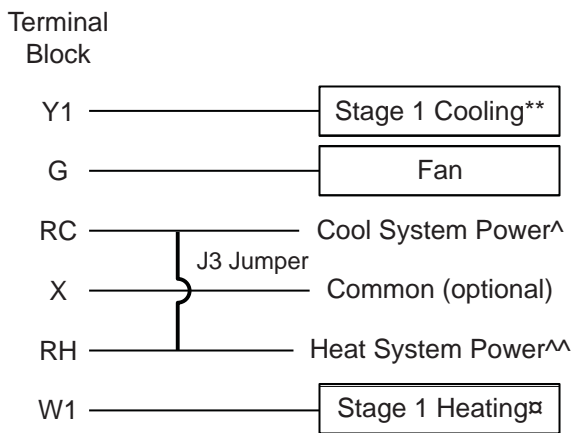 Terminal
Block
Y1 Stage 1 Cooling**
G Fan
RC Cool System Power^
J3 Jumper
X Common (optional)
RH Heat System Power^^
W1 Stage 1 Heating¤